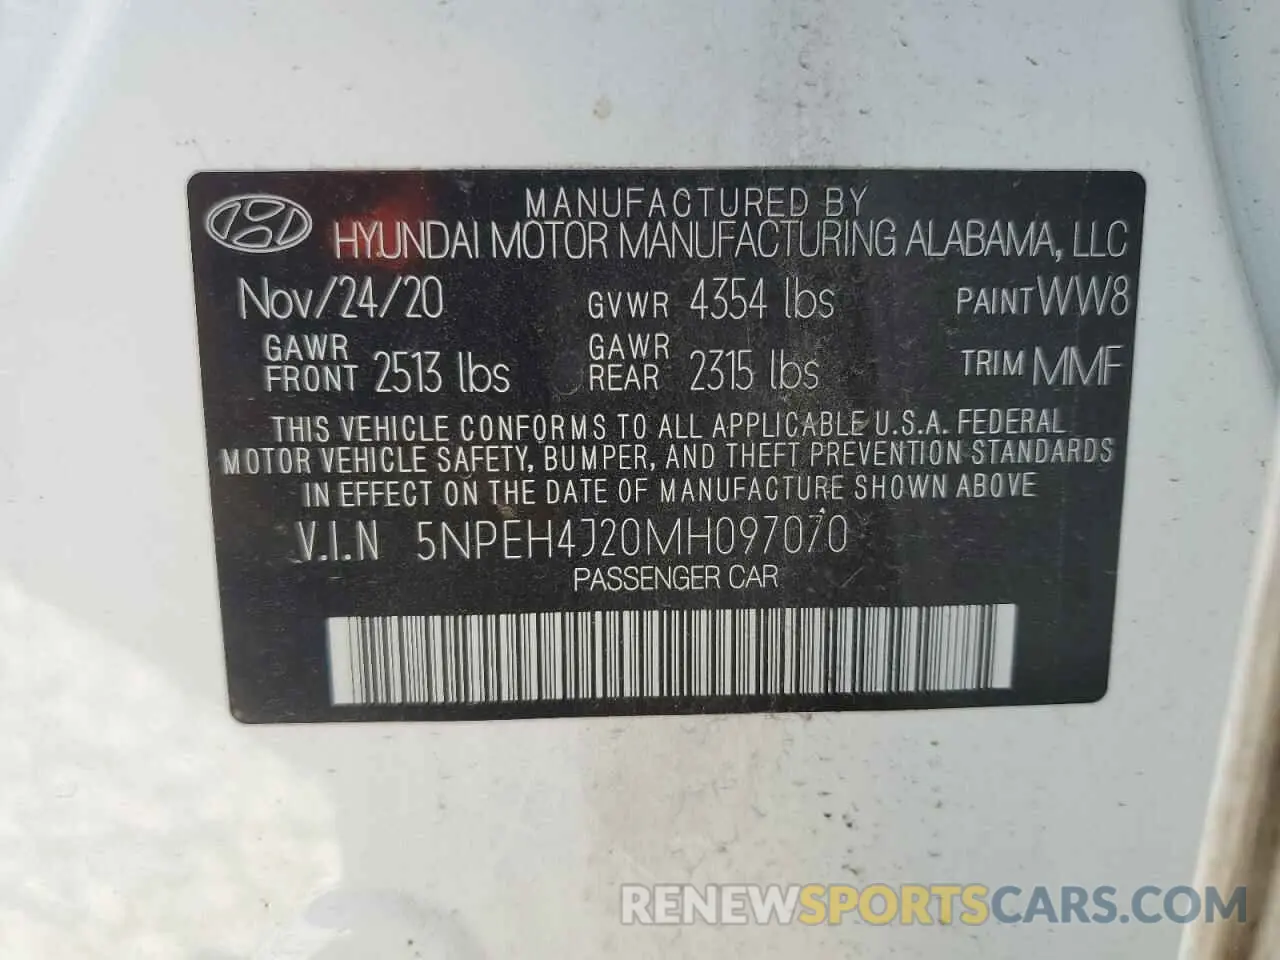 MANUFACTURED BY
HYUNDAI MOTOR MANUFACTURING ALABAMA, LLC
Nov/24/20 GVWR 4354 lbs PAINT WW8
GAWR FRONT 2513 lbs GAWR REAR 2315 lbs TRIM MMF
THIS VEHICLE CONFORMS TO ALL APPLICABLE U.S.A. FEDERAL
MOTOR VEHICLE SAFETY, BUMPER, AND THEFT PREVENTION STANDARDS
IN EFFECT ON THE DATE OF MANUFACTURE SHOWN ABOVE
V.I.N 5NPEH4J20MH097070
PASSENGER CAR
RENEWSPORTSCARS.COM